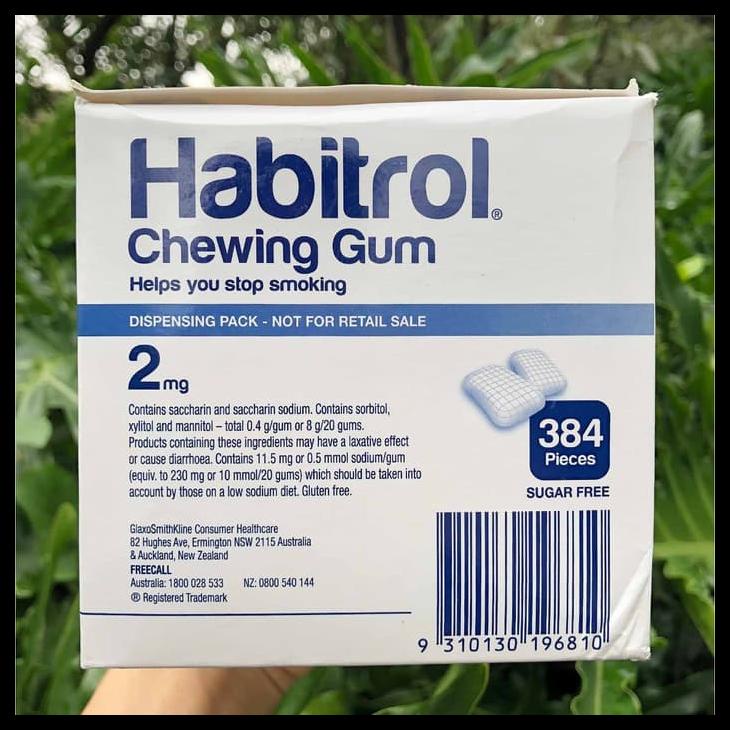 Habitrol®
Chewing Gum
Helps you stop smoking
DISPENSING PACK - NOT FOR RETAIL SALE
2mg
Contains saccharin and saccharin sodium. Contains sorbitol,
xylitol and mannitol – total 0.4 g/gum or 8 g/20 gums.
Products containing these ingredients may have a laxative effect
or cause diarrhoea. Contains 11.5 mg or 0.5 mmol sodium/gum
(equiv. to 230 mg or 10 mmol/20 gums) which should be taken into
account by those on a low sodium diet. Gluten free.
384
Pieces
SUGAR FREE
GlaxoSmithKline Consumer Healthcare
82 Hughes Ave, Ermington NSW 2115 Australia
& Auckland, New Zealand
FREECALL
Australia: 1800 028 533 NZ: 0800 540 144
® Registered Trademark
9 310130 196810